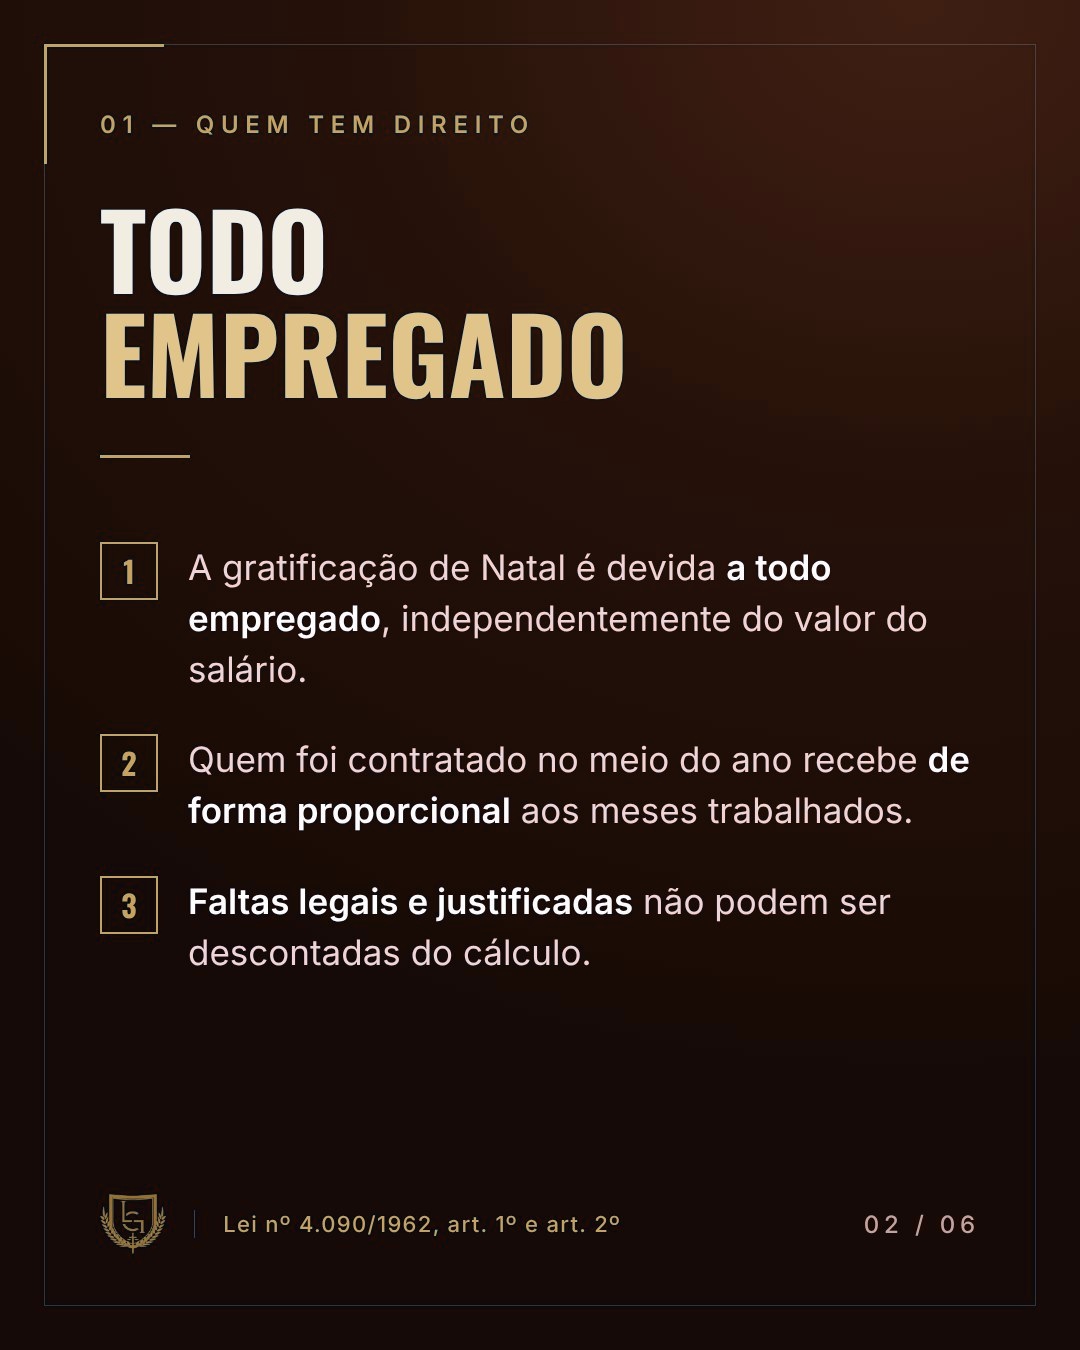 01 — QUEM TEM DIREITO
TODO
EMPREGADO
1
A gratificação de Natal é devida a todo
empregado, independentemente do valor do
salário.
2
Quem foi contratado no meio do ano recebe de
forma proporcional aos meses trabalhados.
3
Faltas legais e justificadas não podem ser
descontadas do cálculo.
LG
Lei nº 4.090/1962, art. 1º e art. 2º
02 / 06